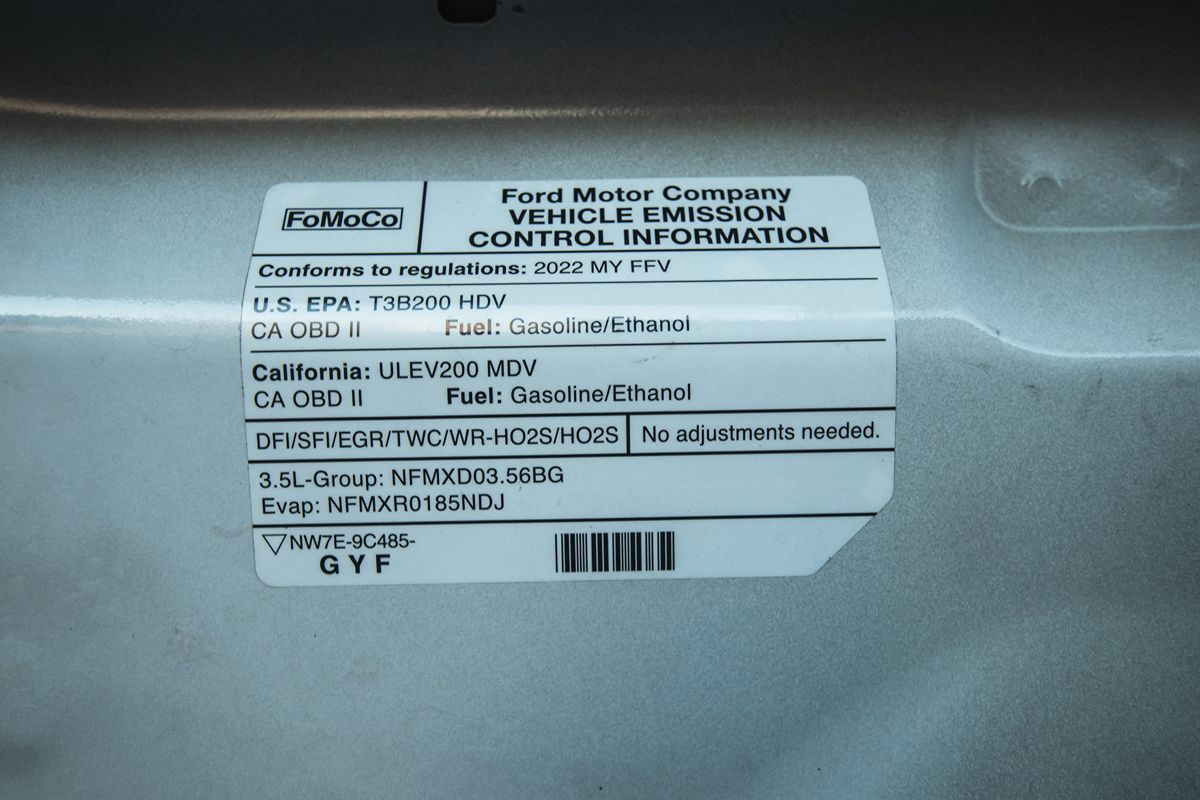 FoMoCo
Ford Motor Company
VEHICLE EMISSION
CONTROL INFORMATION
Conforms to regulations: 2022 MY FFV
U.S. EPA: T3B200 HDV
CA OBD II Fuel: Gasoline/Ethanol
California: ULEV200 MDV
CA OBD II Fuel: Gasoline/Ethanol
DFI/SFI/EGR/TWC/WR-HO2S/HO2S No adjustments needed.
3.5L-Group: NFMXD03.56BG
Evap: NFMXR0185NDJ
NW7E-9C485-
G Y F